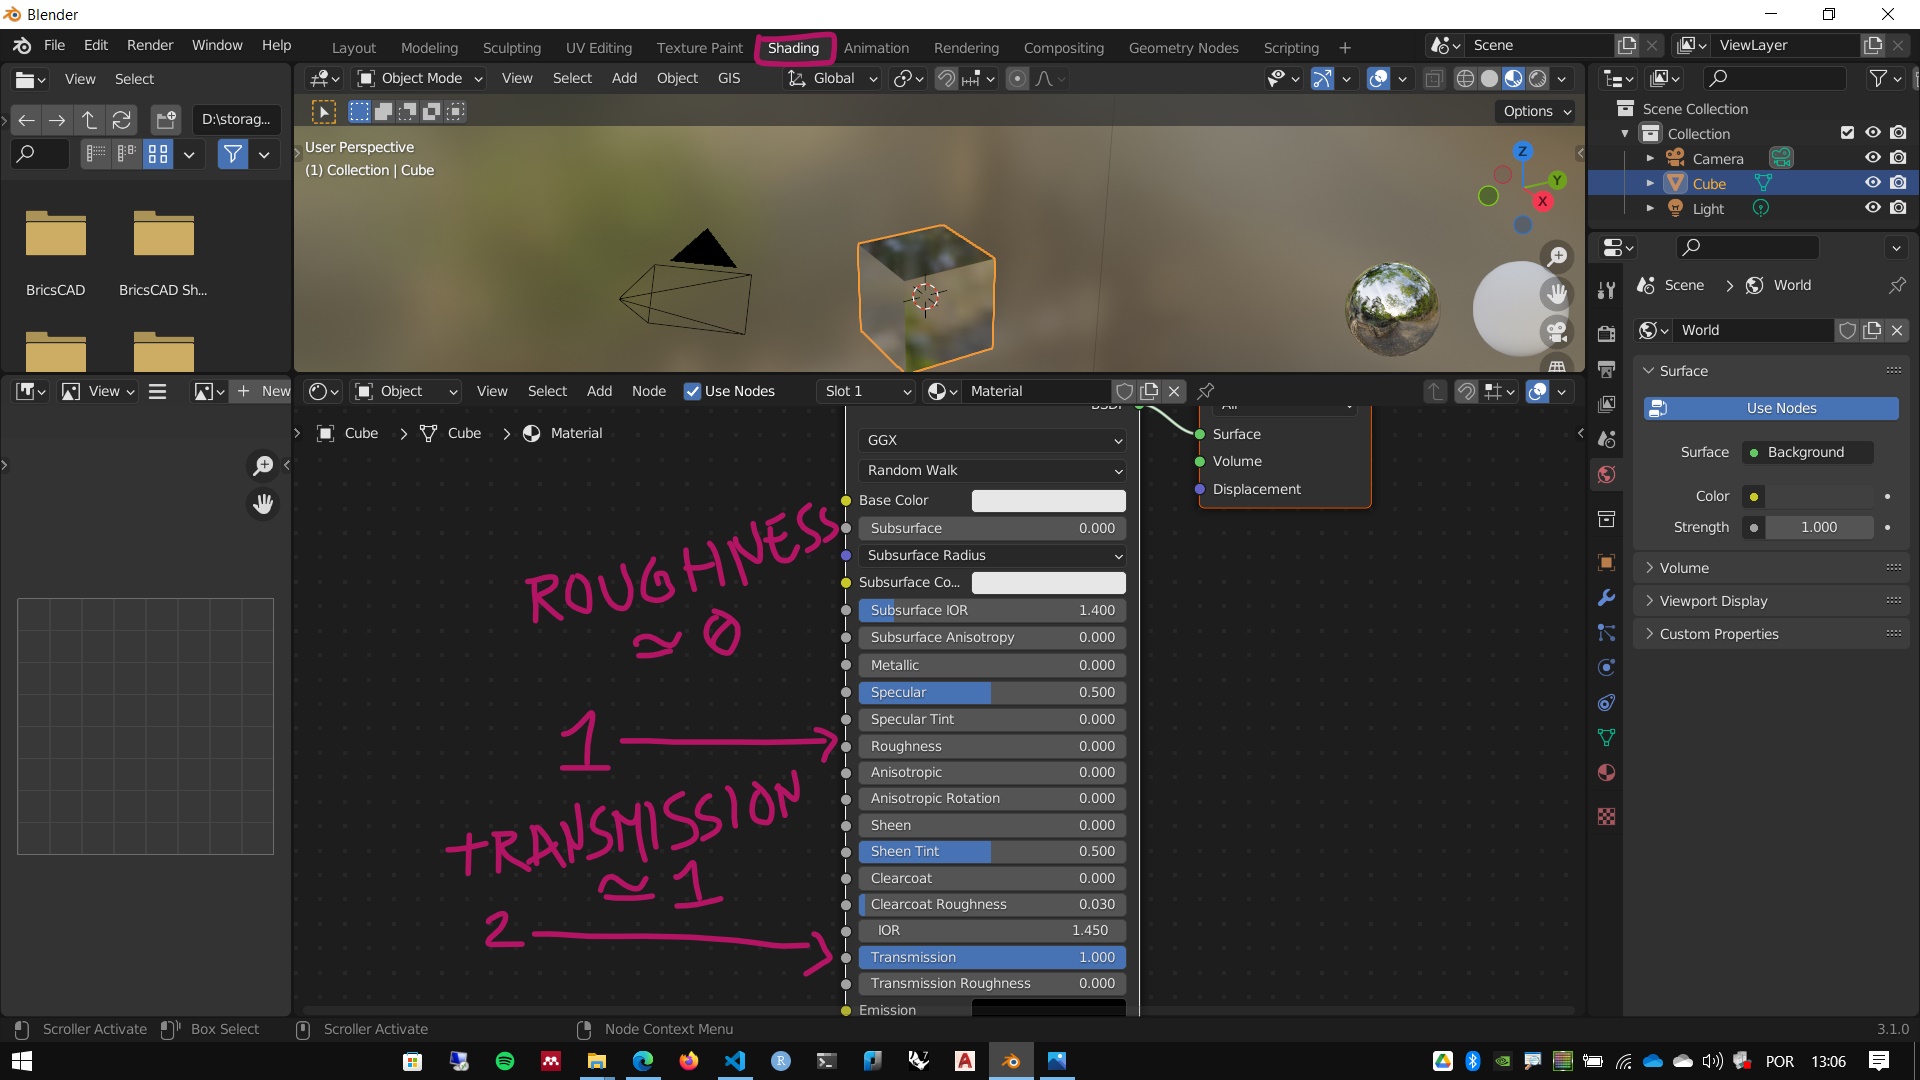 Blender
File Edit Render Window Help
Layout Modeling Sculpting UV Editing Texture Paint Shading Animation Rendering Compositing Geometry Nodes Scripting +
Scene
ViewLayer
View Select
Object Mode View Select Add Object GIS Global
D:\storag...
Options
User Perspective
(1) Collection | Cube
Z
Y
X
BricsCAD
BricsCAD Sh...
Scene Collection
Collection
Camera
Cube
Light
Scene > World
World
Surface
Use Nodes
Surface Background
Color
Strength 1.000
Volume
Viewport Display
Custom Properties
View
+ New
Object View Select Add Node Use Nodes Slot 1 Material
Cube > Cube > Material
BSDF
GGX
Random Walk
Base Color
Subsurface 0.000
Subsurface Radius
Subsurface Co...
Subsurface IOR 1.400
Subsurface Anisotropy 0.000
Metallic 0.000
Specular 0.500
Specular Tint 0.000
Roughness 0.000
Anisotropic 0.000
Anisotropic Rotation 0.000
Sheen 0.000
Sheen Tint 0.500
Clearcoat 0.000
Clearcoat Roughness 0.030
IOR 1.450
Transmission 1.000
Transmission Roughness 0.000
Emission
All
Surface
Volume
Displacement
ROUGHNESS
≃ 0
1
TRANSMISSION
≃ 1
2
Scroller Activate Box Select Scroller Activate Node Context Menu
3.1.0
POR 13:06